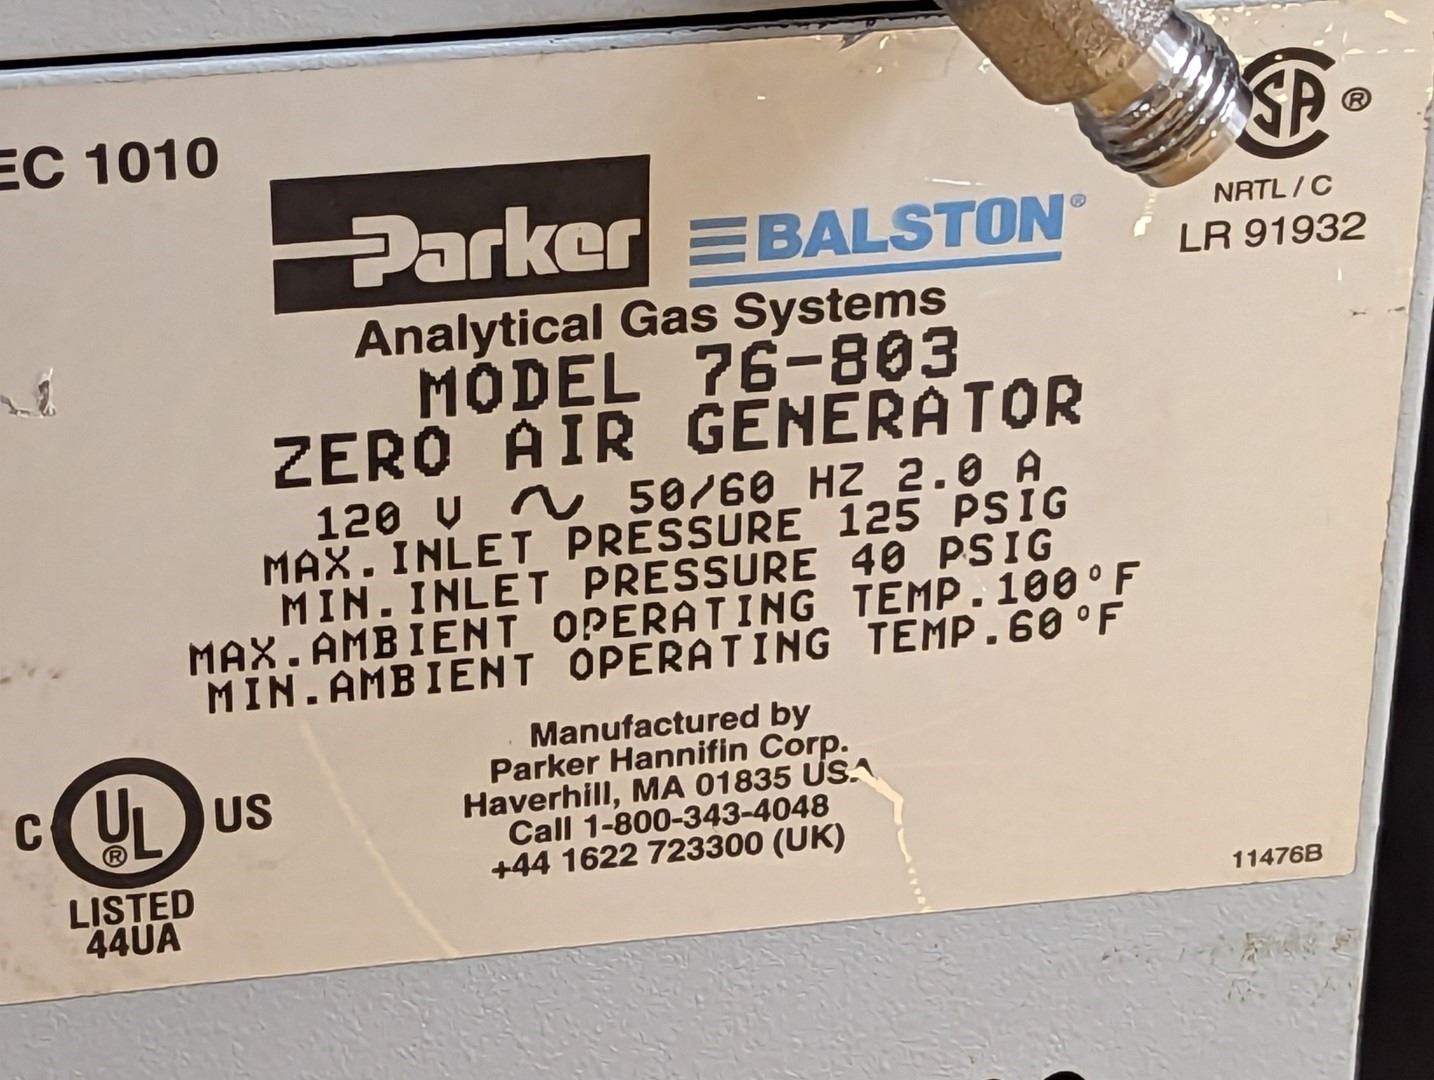 EC 1010
SA ®
NRTL / C
LR 91932
Parker
BALSTON®
Analytical Gas Systems
MODEL 76-803
ZERO AIR GENERATOR
120 V ∿ 50/60 HZ 2.0 A
MAX.INLET PRESSURE 125 PSIG
MIN.INLET PRESSURE 40 PSIG
MAX.AMBIENT OPERATING TEMP.100°F
MIN.AMBIENT OPERATING TEMP.60°F
Manufactured by
Parker Hannifin Corp.
Haverhill, MA 01835 USA
Call 1-800-343-4048
+44 1622 723300 (UK)
C UL® US
LISTED
44UA
11476B